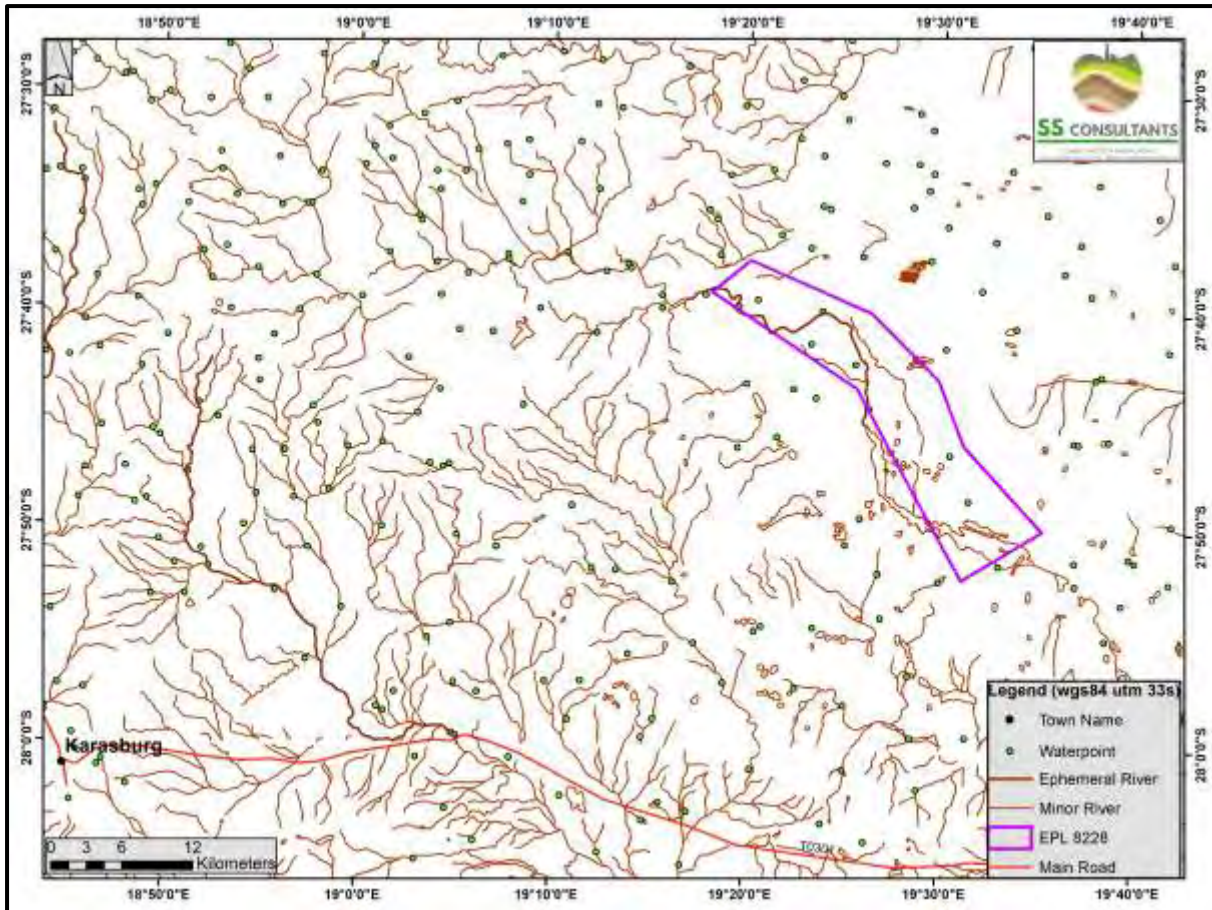 18°50'0"E 19°0'0"E 19°10'0"E 19°20'0"E 19°30'0"E 19°40'0"E
N
SS CONSULTANTS
27°30'0"S
27°30'0"S
27°40'0"S
27°40'0"S
27°50'0"S
27°50'0"S
28°0'0"S
28°0'0"S
Karasburg
Legend (wgs84 utm 33s)
Town Name
Waterpoint
Ephemeral River
Minor River
EPL 8228
Main Road
0 3 6 12
Kilometers
18°50'0"E 19°0'0"E 19°10'0"E 19°20'0"E 19°30'0"E 19°40'0"E